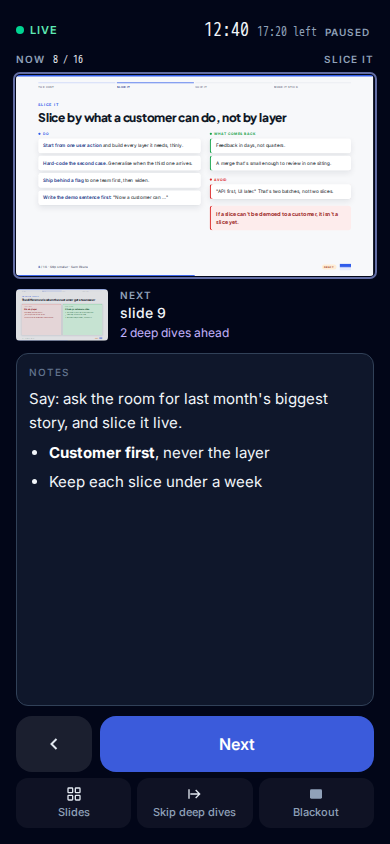 LIVE
12:40 17:20 left PAUSED
NOW 8 / 16 SLICE IT
SLICE IT
SLICE IT
Slice by what a customer can do, not by layer
DO
Start from one user action and build every layer it needs, thinly.
Hard-code the second case. Generalise when the third one arrives.
Ship behind a flag to one team first, then widen.
Write the demo sentence first: "Now a customer can..."
WHAT COMES BACK
Feedback in days, not quarters.
A merge that's small enough to review in one sitting.
AVOID
"API first, UI later." That's two batches, not two slices.
If a slice can't be demoed to a customer, it isn't a
slice yet.
NEXT
slide 9
2 deep dives ahead
NOTES
Say: ask the room for last month's biggest
story, and slice it live.
• Customer first, never the layer
• Keep each slice under a week
Next
Slides
Skip deep dives
Blackout